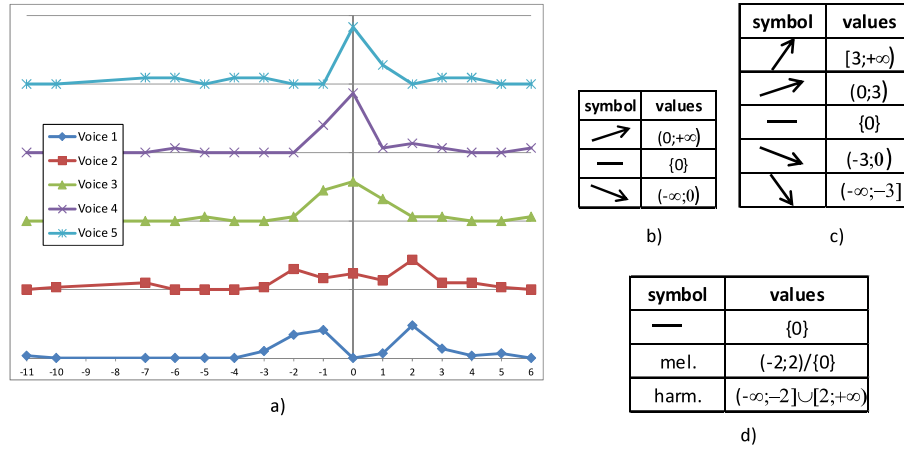 Voice 1
Voice 2
Voice 3
Voice 4
Voice 5
-11 -10 -7 -6 -5 -4 -3 -2 -1 0 1 2 3 4 5 6
a)
symbol values
(0;+∞)
{0}
(-∞;0)
b)
symbol values
[3;+∞)
(0;3)
{0}
(-3;0)
(-∞;–3]
c)
symbol values
{0}
mel. (-2;2)/{0}
harm. (-∞;–2]∪[2;+∞)
d)